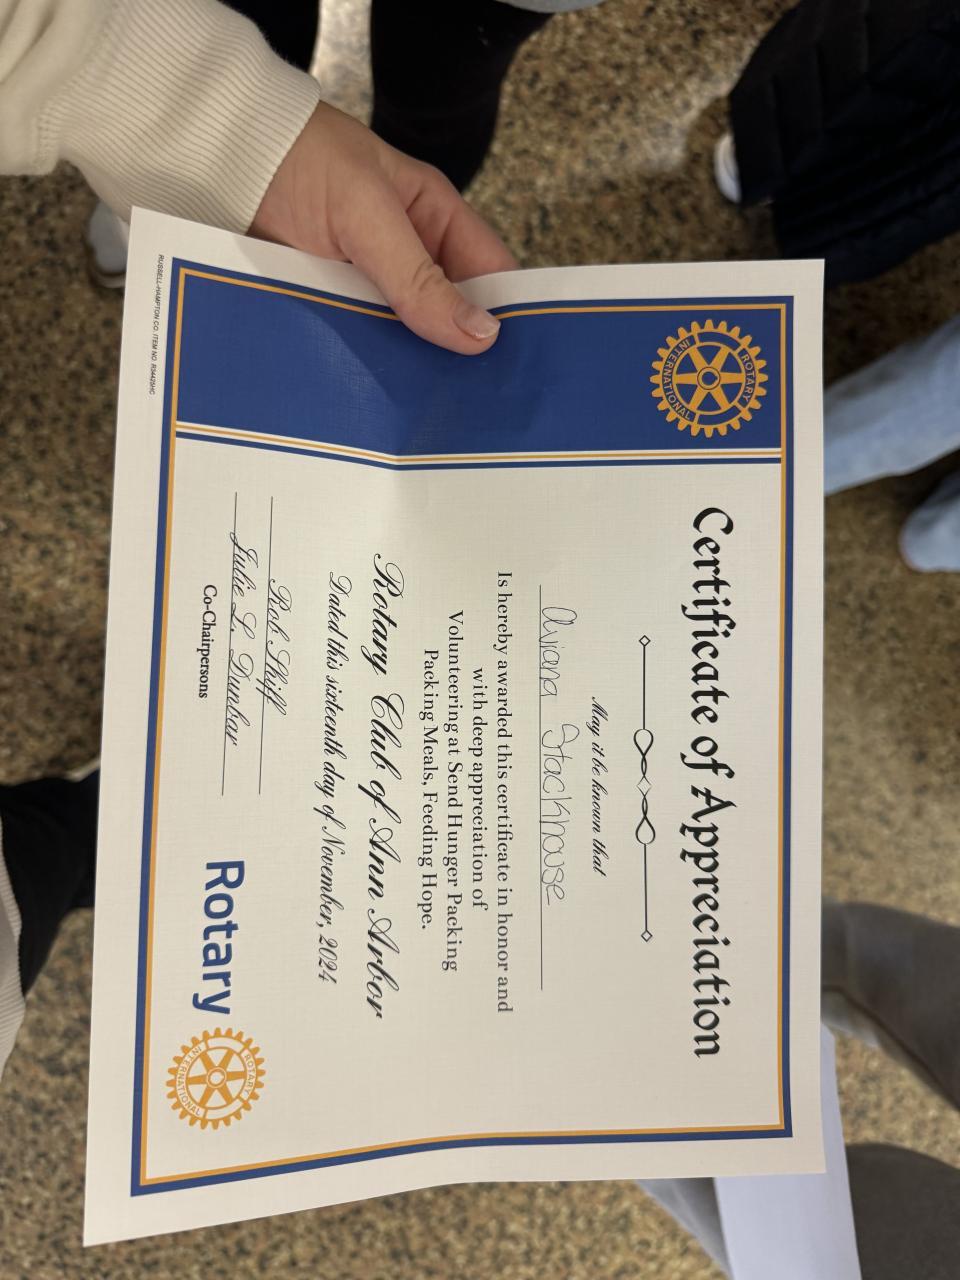 ROTARY
INTERNATIONAL
Certificate of Appreciation
May it be known that
Stackhouse
Is hereby awarded this certificate in honor and
with deep appreciation of
Volunteering at Send Hunger Packing
Packing Meals, Feeding Hope.
Rotary Club of Ann Arbor
Dated this sixteenth day of November, 2024
Rob Shiff
Julie L. Dunbar
Co-Chairpersons
Rotary
ROTARY
INTERNATIONAL
RUSSELL-HAMPTON CO. ITEM NO.